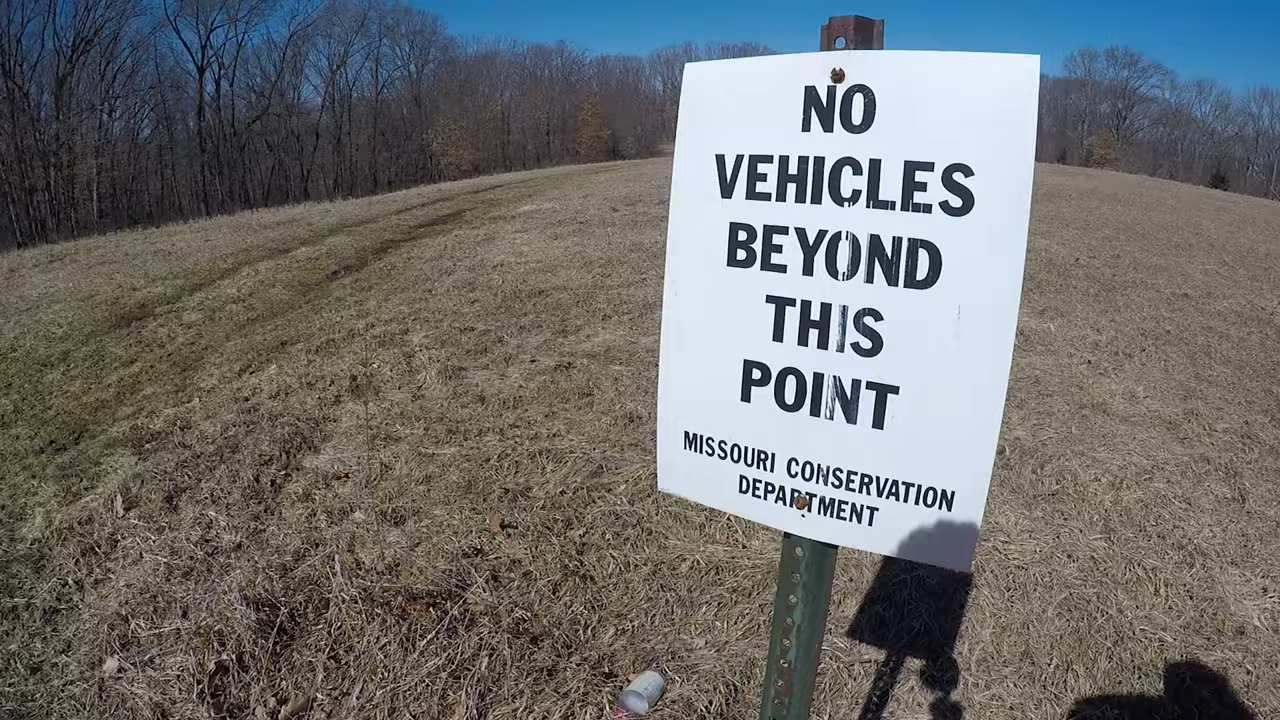 NO
VEHICLES
BEYOND
THIS
POINT
MISSOURI CONSERVATION
DEPARTMENT